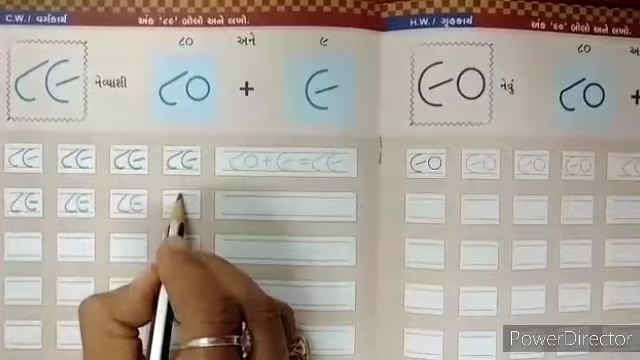 C.W. / વર્ગકાર્ય અંક '૮૯' બોલો અને લખો.
૮૦ અને ૯
૮૯ નેવ્યાશી ૮૦ + ૯
૮૯ ૮૯ ૮૯ ૮૯ ૮૦+૯=૮૯
૮૯ ૮૯ ૮૯
H.W. / ગૃહકાર્ય અંક '૯૦' બોલો અને લખો.
૮૦ અ
૯૦ નેવું ૮૦ +
૯૦ ૯૦ ૯૦ ૯૦
PowerDirector